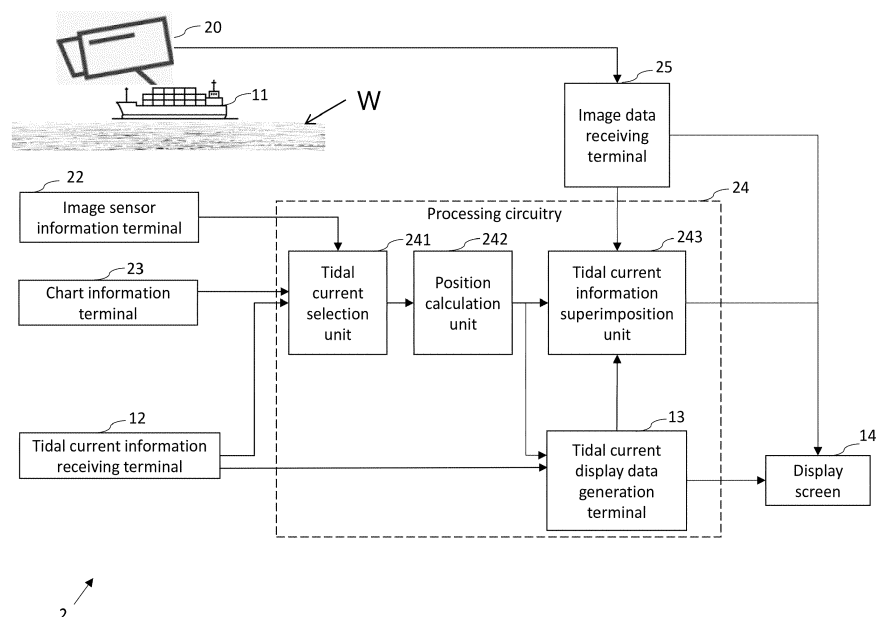 20
11
W
25
Image data
receiving
terminal
22
Image sensor
information terminal
24
Processing circuitry
241
Tidal
current
selection
unit
242
Position
calculation
unit
243
Tidal current
information
superimposition
unit
23
Chart information
terminal
12
Tidal current information
receiving terminal
13
Tidal current
display data
generation
terminal
14
Display
screen
2